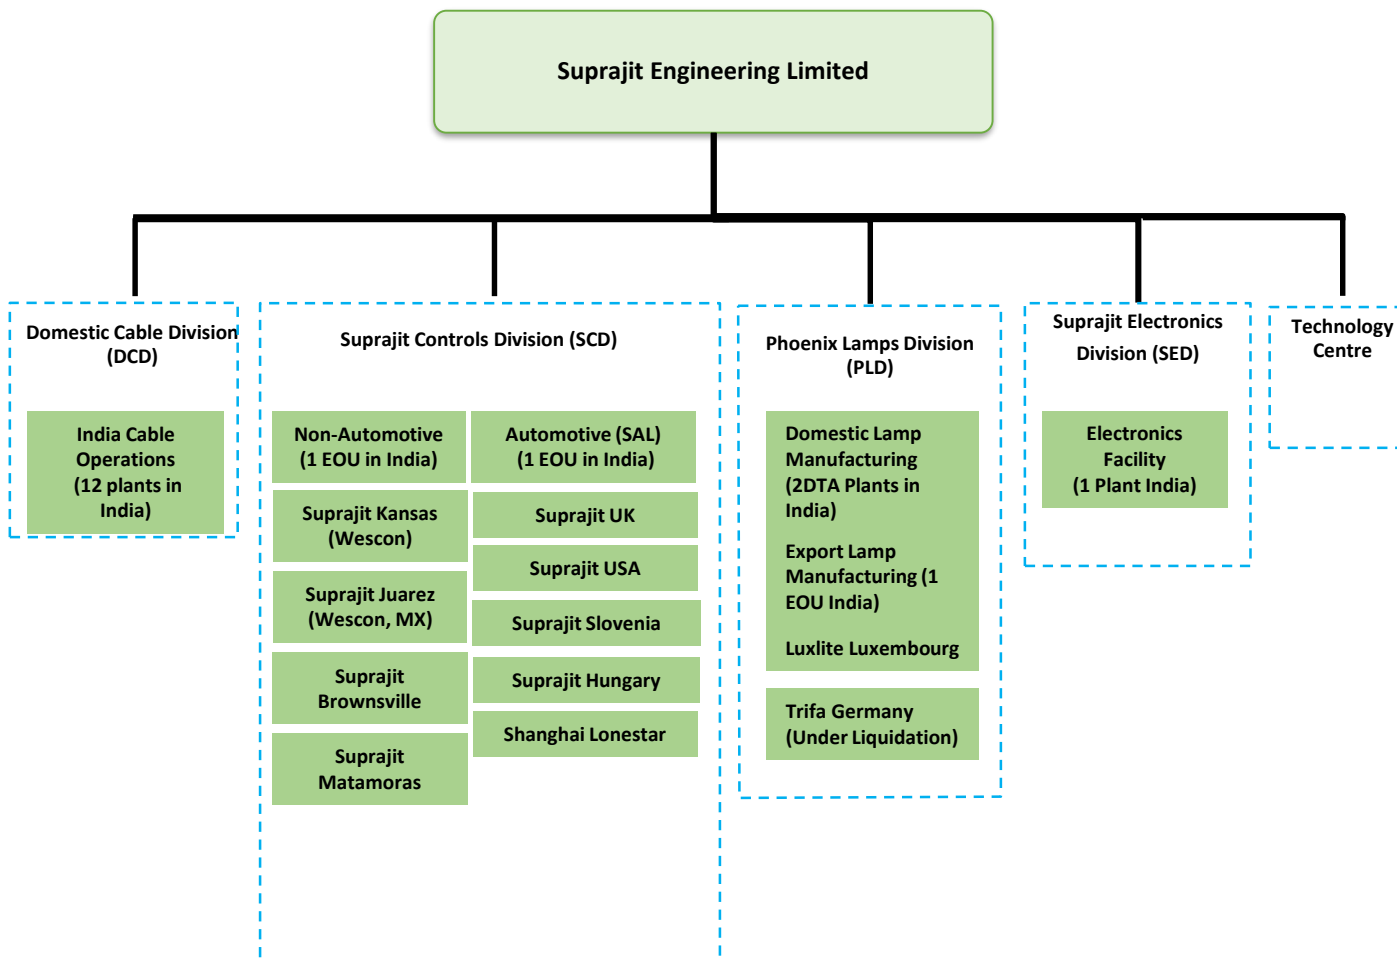 Suprajit Engineering Limited
Domestic Cable Division
(DCD)
India Cable
Operations
(12 plants in
India)
Suprajit Controls Division (SCD)
Non-Automotive
(1 EOU in India)
Suprajit Kansas
(Wescon)
Suprajit Juarez
(Wescon, MX)
Suprajit
Brownsville
Suprajit
Matamoras
Automotive (SAL)
(1 EOU in India)
Suprajit UK
Suprajit USA
Suprajit Slovenia
Suprajit Hungary
Shanghai Lonestar
Phoenix Lamps Division
(PLD)
Domestic Lamp
Manufacturing
(2DTA Plants in
India)
Export Lamp
Manufacturing (1
EOU India)
Luxlite Luxembourg
Trifa Germany
(Under Liquidation)
Suprajit Electronics
Division (SED)
Electronics
Facility
(1 Plant India)
Technology
Centre